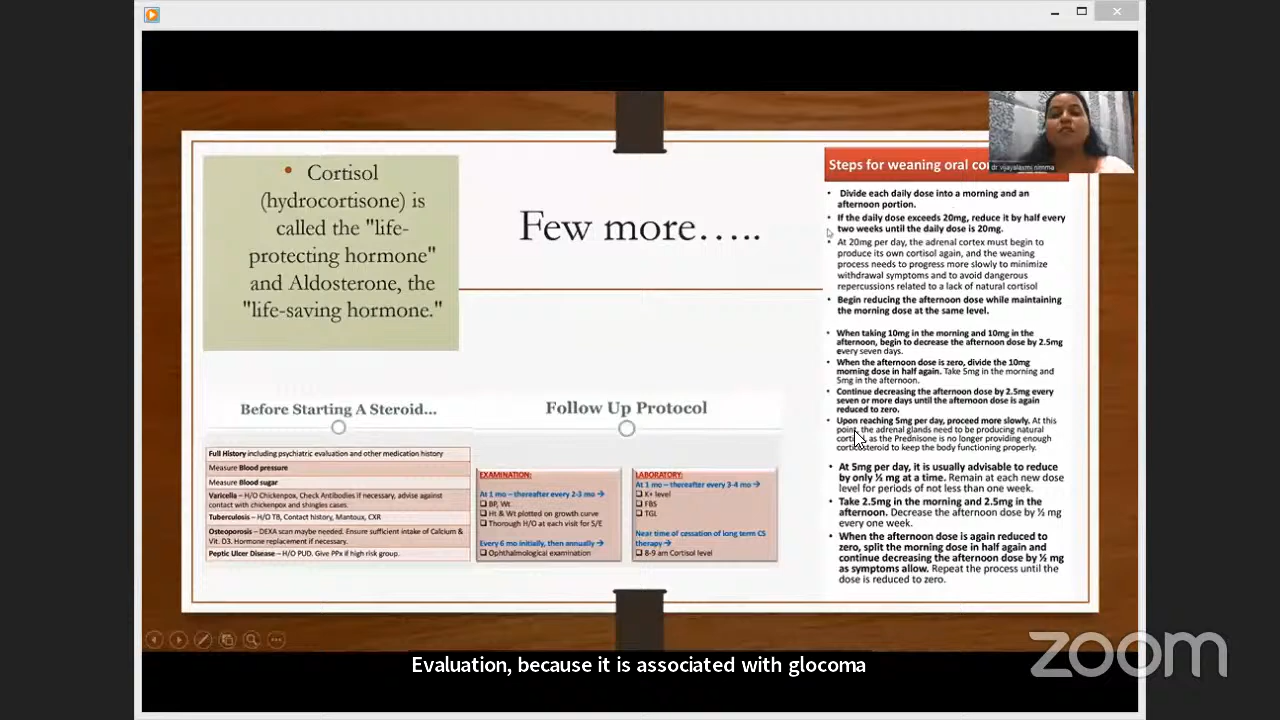 • Cortisol
(hydrocortisone) is
called the "life-
protecting hormone"
and Aldosterone, the
"life-saving hormone."
Few more…..
dr vijayalaxmi nimma
Steps for weaning oral
• Divide each daily dose into a morning and an
afternoon portion.
• If the daily dose exceeds 20mg, reduce it by half every
two weeks until the daily dose is 20mg.
• At 20mg per day, the adrenal cortex must begin to
produce its own cortisol again, and the weaning
process needs to progress more slowly to minimize
withdrawal symptoms and to avoid dangerous
repercussions related to a lack of natural cortisol
• Begin reducing the afternoon dose while maintaining
the morning dose at the same level.
• When taking 10mg in the morning and 10mg in the
afternoon, begin to decrease the afternoon dose by 2.5mg
every seven days.
• When the afternoon dose is zero, divide the 10mg
morning dose in half again. Take 5mg in the morning and
5mg in the afternoon.
• Continue decreasing the afternoon dose by 2.5mg every
seven or more days until the afternoon dose is again
reduced to zero.
• Upon reaching 5mg per day, proceed more slowly. At this
point, the adrenal glands need to be producing natural
cortisol, as the Prednisone is no longer providing enough
corticosteroid to keep the body functioning properly.
• At 5mg per day, it is usually advisable to reduce
by only ½ mg at a time. Remain at each new dose
level for periods of not less than one week.
• Take 2.5mg in the morning and 2.5mg in the
afternoon. Decrease the afternoon dose by ½ mg
every one week.
• When the afternoon dose is again reduced to
zero, split the morning dose in half again and
continue decreasing the afternoon dose by ½ mg
as symptoms allow. Repeat the process until the
dose is reduced to zero.
Before Starting A Steroid...
Full History including psychiatric evaluation and other medication history
Measure Blood pressure
Measure Blood sugar
Varicella – H/O Chickenpox, Check Antibodies if necessary, advise against
contact with chickenpox and shingles cases.
Tuberculosis – H/O TB, Contact history, Mantoux, CXR
Osteoporosis – DEXA scan maybe needed. Ensure sufficient intake of Calcium &
Vit. D3. Hormone replacement if necessary.
Peptic Ulcer Disease – H/O PUD. Give PPx if high risk group.
Follow Up Protocol
EXAMINATION:
At 1 mo – thereafter every 2-3 mo →
❑ BP, Wt
❑ Ht & Wt plotted on growth curve
❑ Thorough H/O at each visit for S/E
Every 6 mo initially, then annually →
❑ Ophthalmological examination
LABORATORY:
At 1 mo – thereafter every 3-4 mo →
❑ K+ level
❑ FBS
❑ TGL
Near time of cessation of long term CS
therapy →
❑ 8-9 am Cortisol level
Evaluation, because it is associated with glocoma
zoom